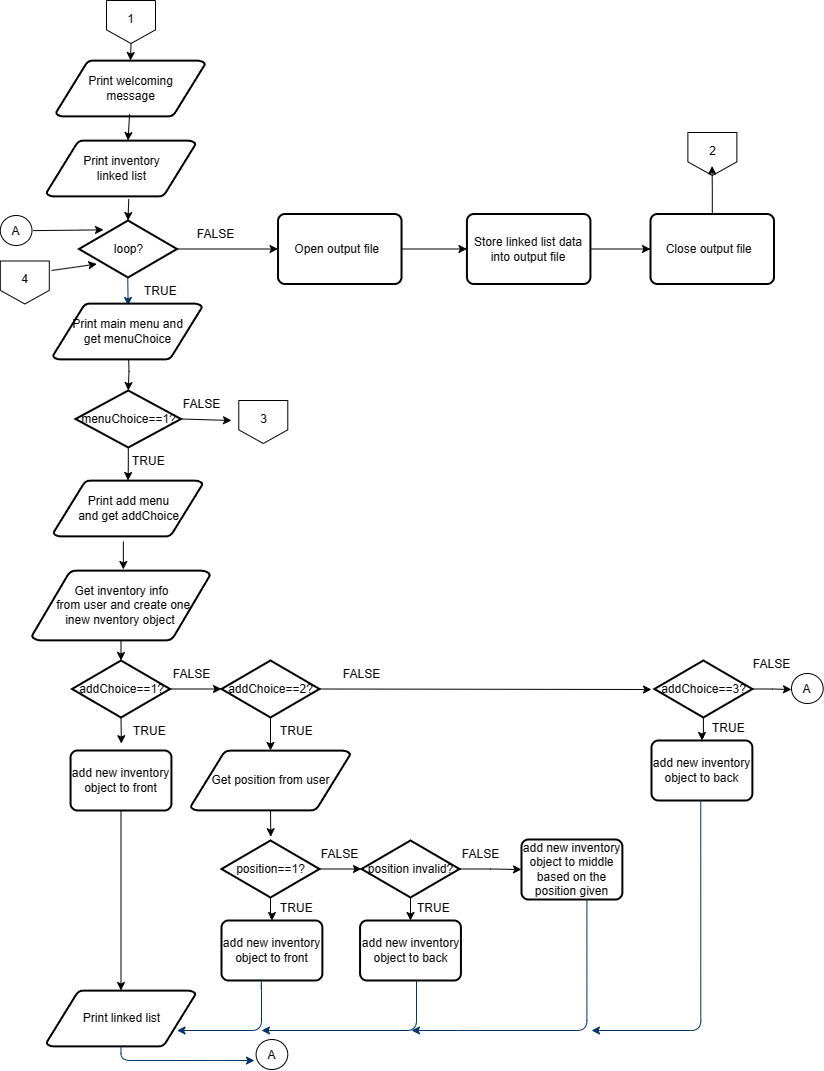 1
Print welcoming
message
Print inventory
linked list
2
A
loop?
FALSE
Open output file
Store linked list data
into output file
Close output file
4
TRUE
Print main menu and
get menuChoice
menuChoice==1?
FALSE
3
TRUE
Print add menu
and get addChoice
Get inventory info
from user and create one
inew nventory object
addChoice==1?
FALSE
addChoice==2?
FALSE
addChoice==3?
FALSE
A
TRUE
TRUE
TRUE
add new inventory
object to front
Get position from user
add new inventory
object to back
position==1?
FALSE
position invalid?
FALSE
add new inventory
object to middle
based on the
position given
TRUE
TRUE
add new inventory
object to front
add new inventory
object to back
Print linked list
A